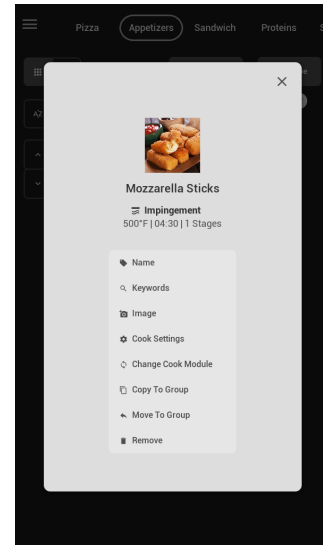 Pizza
Appetizers
Sandwich
Proteins
Mozzarella Sticks
Impingement
500°F | 04:30 | 1 Stages
Name
Keywords
Image
Cook Settings
Change Cook Module
Copy To Group
Move To Group
Remove